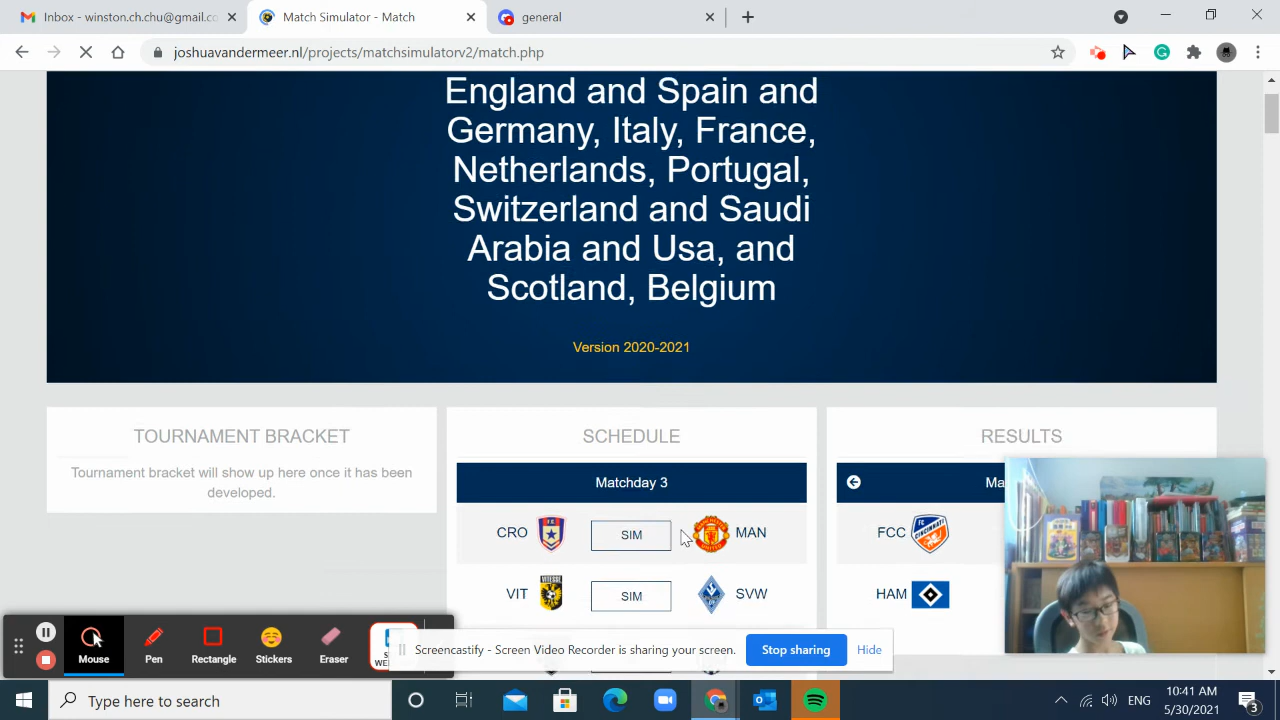 Inbox - winston.ch.chu@gmail.co
Match Simulator - Match
general
joshuavandermeer.nl/projects/matchsimulatorv2/match.php
England and Spain and
Germany, Italy, France,
Netherlands, Portugal,
Switzerland and Saudi
Arabia and Usa, and
Scotland, Belgium
Version 2020-2021
TOURNAMENT BRACKET
Tournament bracket will show up here once it has been
developed.
SCHEDULE
Matchday 3
CRO SIM MAN
VIT SIM SVW
RESULTS
Ma
FCC
HAM
Mouse
Pen
Rectangle
Stickers
Eraser
Screencastify - Screen Video Recorder is sharing your screen.
Stop sharing
Hide
Type here to search
ENG
10:41 AM
5/30/2021
3